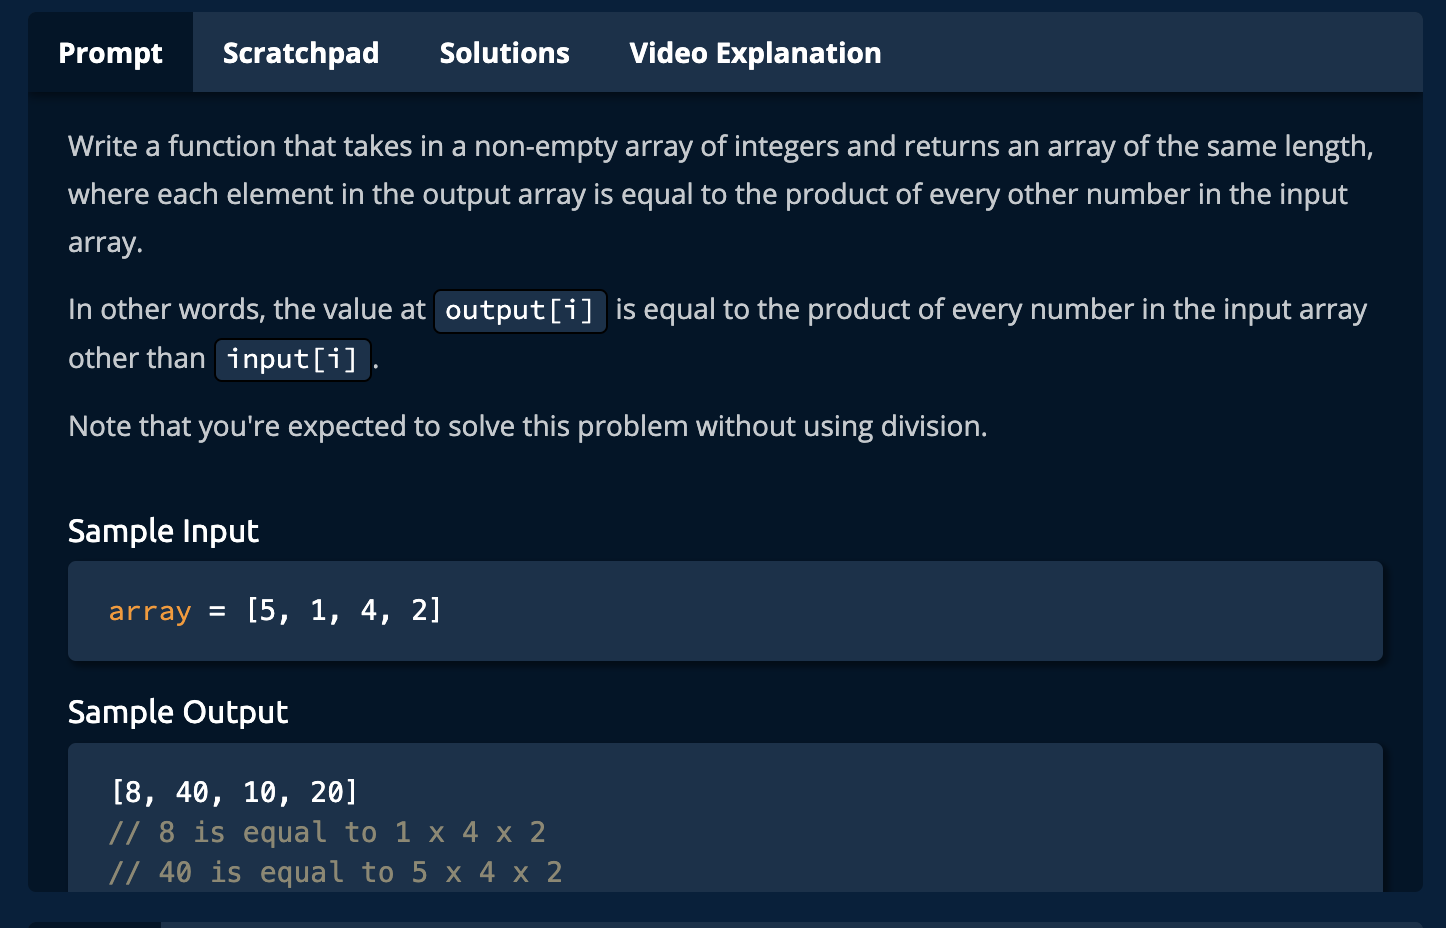 Prompt Scratchpad Solutions Video Explanation
Write a function that takes in a non-empty array of integers and returns an array of the same length,
where each element in the output array is equal to the product of every other number in the input
array.
In other words, the value at output[i] is equal to the product of every number in the input array
other than input[i].
Note that you're expected to solve this problem without using division.
Sample Input
array = [5, 1, 4, 2]
Sample Output
[8, 40, 10, 20]
// 8 is equal to 1 x 4 x 2
// 40 is equal to 5 x 4 x 2